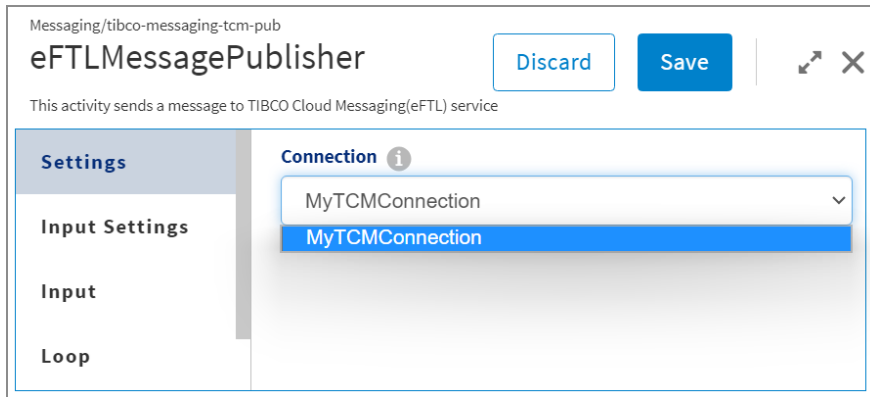 Messaging/tibco-messaging-tcm-pub
eFTLMessagePublisher
Discard
Save
This activity sends a message to TIBCO Cloud Messaging(eFTL) service
Settings
Input Settings
Input
Loop
Connection
MyTCMConnection
MyTCMConnection